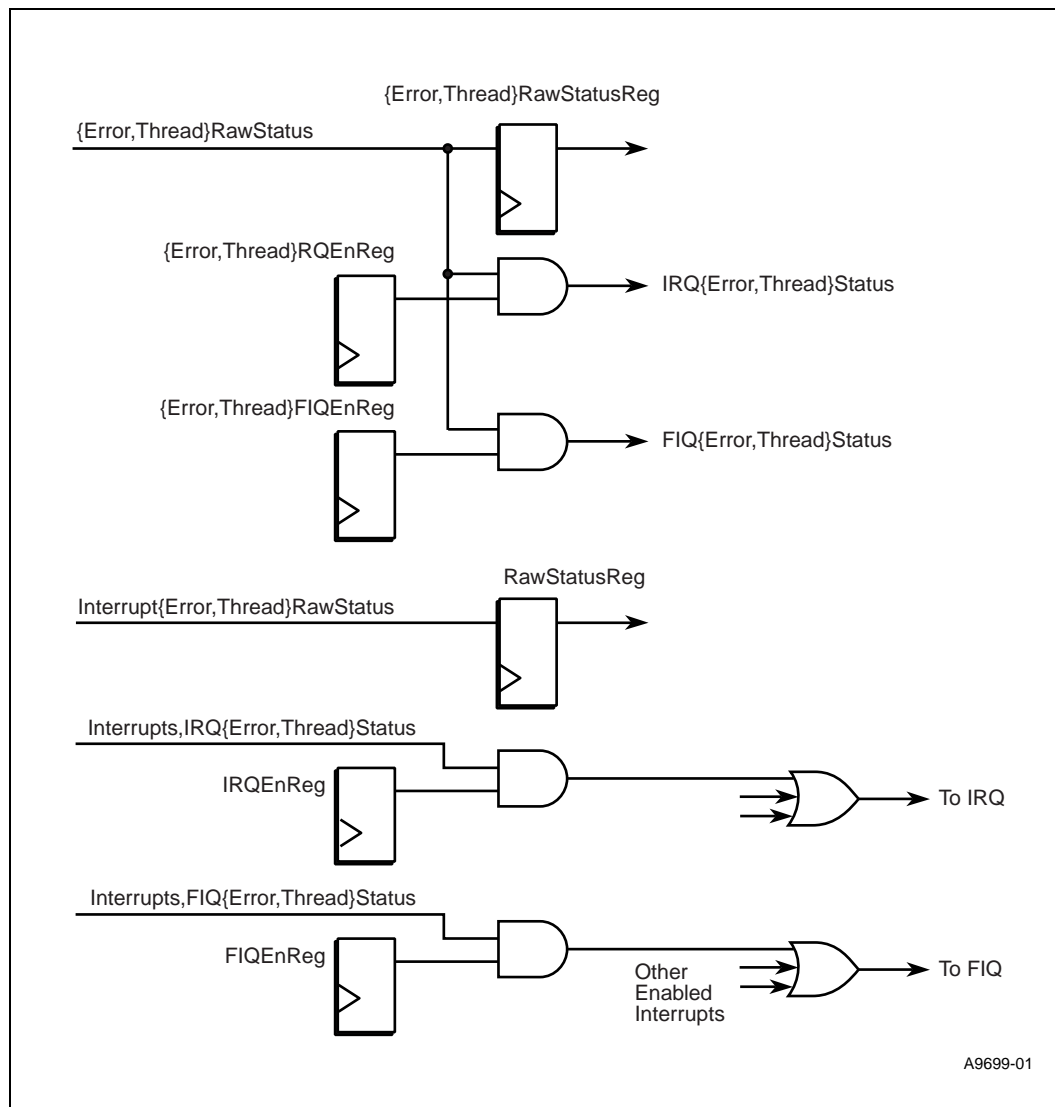 {Error,Thread}RawStatusReg
{Error,Thread}RawStatus
{Error,Thread}RQEnReg
IRQ{Error,Thread}Status
{Error,Thread}FIQEnReg
FIQ{Error,Thread}Status
RawStatusReg
Interrupt{Error,Thread}RawStatus
Interrupts,IRQ{Error,Thread}Status
IRQEnReg
To IRQ
Interrupts,FIQ{Error,Thread}Status
FIQEnReg
To FIQ
Other
Enabled
Interrupts
A9699-01